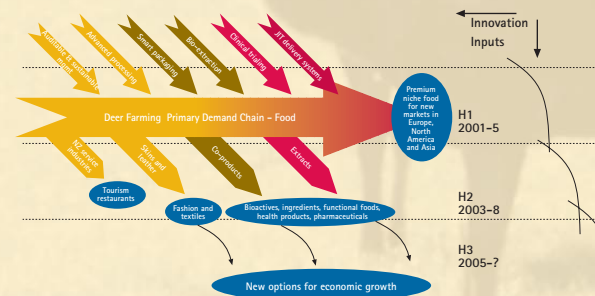 Innovation
Inputs
Auditable & sustainable
mgmt
Advanced processing
Smart packaging
Bio-extraction
Clinical trialing
JIT delivery systems
Deer Farming Primary Demand Chain – Food
Premium
niche food
for new
markets in
Europe,
North
America
and Asia
H1
2001-5
NZ service
industries
Skins and
leather
Co-products
Extracts
Tourism
restaurants
Fashion and
textiles
Bioactives, ingredients, functional foods,
health products, pharmaceuticals
H2
2003-8
H3
2005-?
New options for economic growth